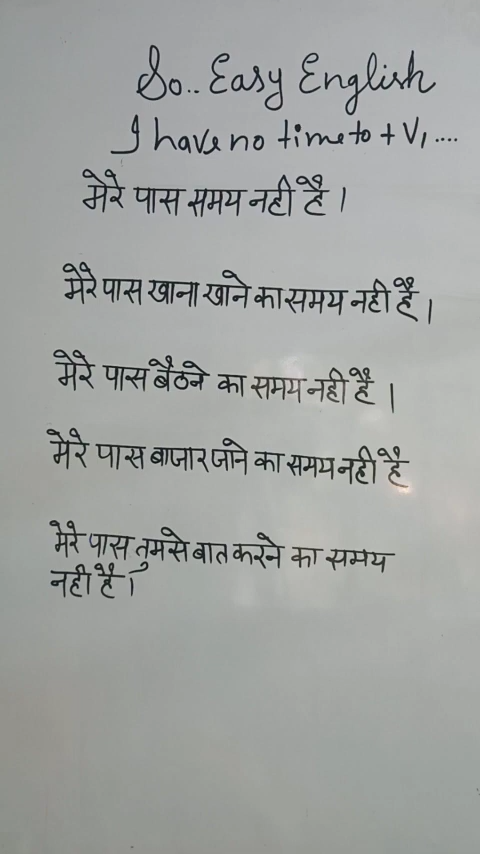 So.. Easy English
I have no time to + V₁ ....
मेरे पास समय नही है।
मेरे पास खाना खाने का समय नही है।
मेरे पास बैठने का समय नही है।
मेरे पास बाजार जाने का समय नही है
मेरे पास तुमसे बात करने का समय
नही है।